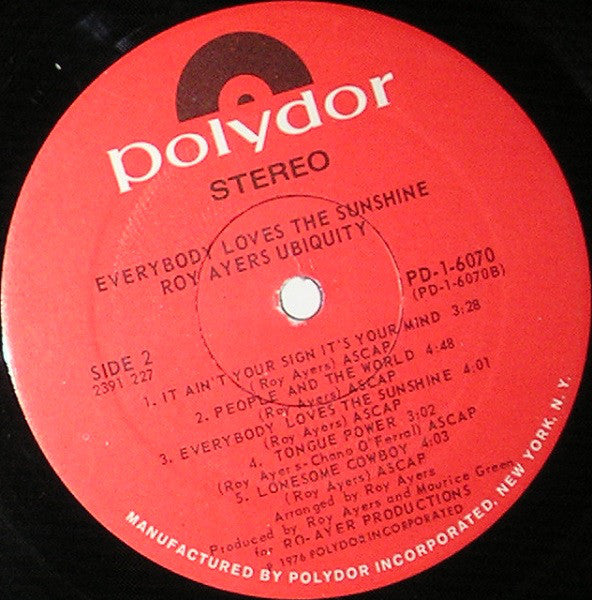 polydor
STEREO
EVERYBODY LOVES THE SUNSHINE
ROY AYERS UBIQUITY
PD-1-6070
(PD-1-6070B)
SIDE 2
2391 227
1. IT AIN'T YOUR SIGN IT'S YOUR MIND 3:28
(Roy Ayers) ASCAP
2. PEOPLE AND THE WORLD 4:48
(Roy Ayers) ASCAP
3. EVERYBODY LOVES THE SUNSHINE 4:01
(Roy Ayers) ASCAP
4. TONGUE POWER 3:02
(Roy Ayers-Chano O'Ferral) ASCAP
5. LONESOME COWBOY 4:03
(Roy Ayers) ASCAP
Arranged by Roy Ayers
Produced by Roy Ayers and Maurice Green
for RO-AYER PRODUCTIONS
℗ 1976 POLYDOR INCORPORATED
MANUFACTURED BY POLYDOR INCORPORATED, NEW YORK, N. Y.